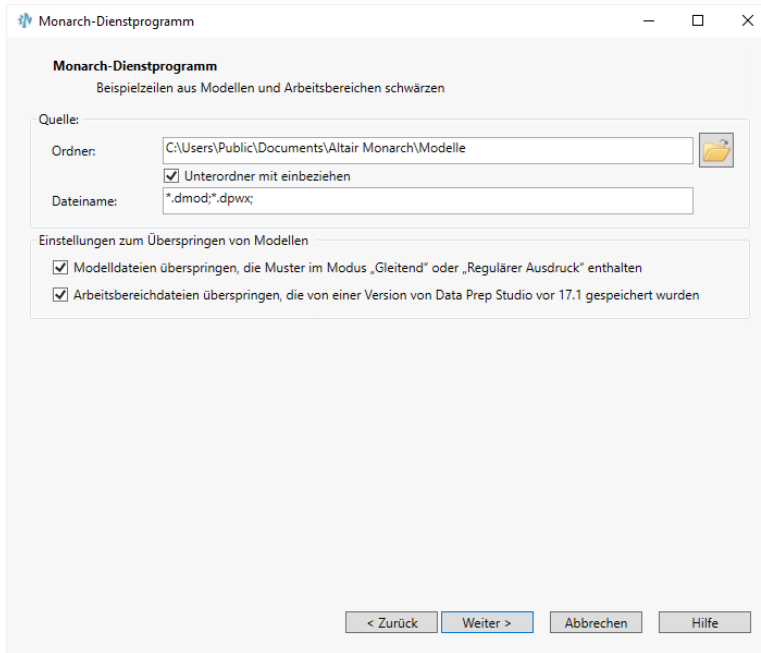 Monarch-Dienstprogramm
Monarch-Dienstprogramm
Beispielzeilen aus Modellen und Arbeitsbereichen schwärzen
Quelle:
Ordner:
C:\Users\Public\Documents\Altair Monarch\Modelle
Unterordner mit einbeziehen
Dateiname:
*.dmod;*.dpwx;
Einstellungen zum Überspringen von Modellen
Modelldateien überspringen, die Muster im Modus „Gleitend“ oder „Regulärer Ausdruck“ enthalten
Arbeitsbereichdateien überspringen, die von einer Version von Data Prep Studio vor 17.1 gespeichert wurden
< Zurück
Weiter >
Abbrechen
Hilfe